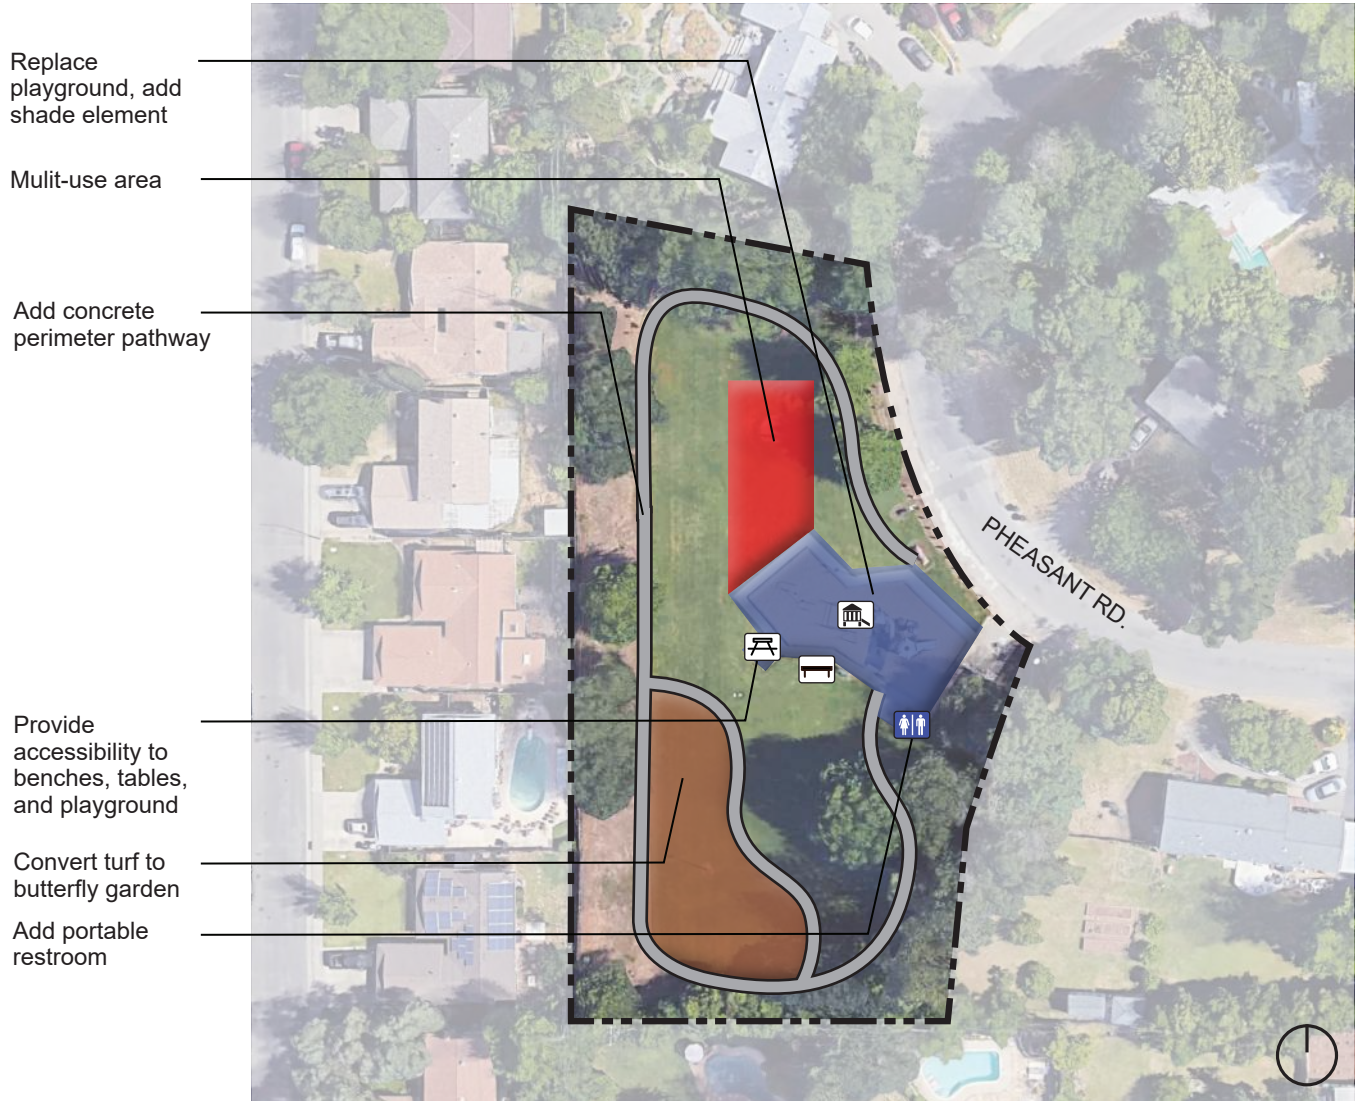 Replace
playground, add
shade element
Mulit-use area
Add concrete
perimeter pathway
PHEASANT RD.
Provide
accessibility to
benches, tables,
and playground
Convert turf to
butterfly garden
Add portable
restroom